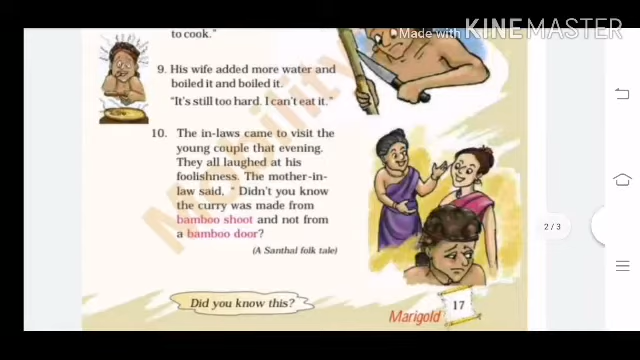 Made with KINEMASTER
to cook."
9. His wife added more water and
boiled it and boiled it.
"It's still too hard. I can't eat it."
10. The in-laws came to visit the
young couple that evening.
They all laughed at his
foolishness. The mother-in-
law said, " Didn't you know
the curry was made from
bamboo shoot and not from
a bamboo door?
(A Santhal folk tale)
2/3
Did you know this?
Marigold
17